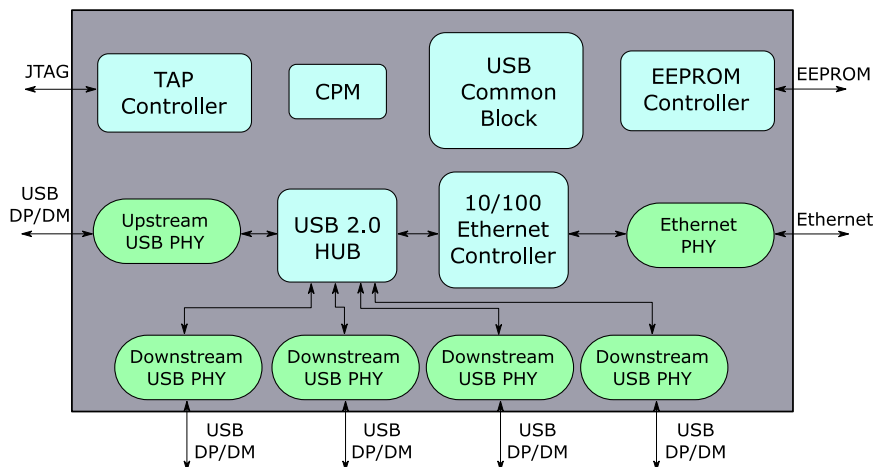 JTAG
TAP
Controller
CPM
USB
Common
Block
EEPROM
Controller
EEPROM
USB
DP/DM
Upstream
USB PHY
USB 2.0
HUB
10/100
Ethernet
Controller
Ethernet
PHY
Ethernet
Downstream
USB PHY
Downstream
USB PHY
Downstream
USB PHY
Downstream
USB PHY
USB
DP/DM
USB
DP/DM
USB
DP/DM
USB
DP/DM